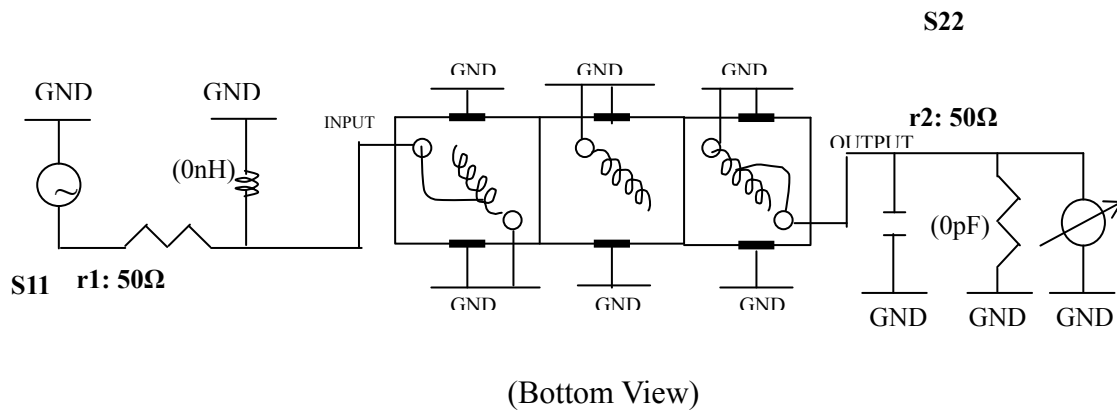 S22
GND
GND
GND
GND
GND
INPUT
r2: 50Ω
OUTPUT
(0nH)
(0pF)
S11
r1: 50Ω
GND
GND
GND
GND
GND
GND
(Bottom View)